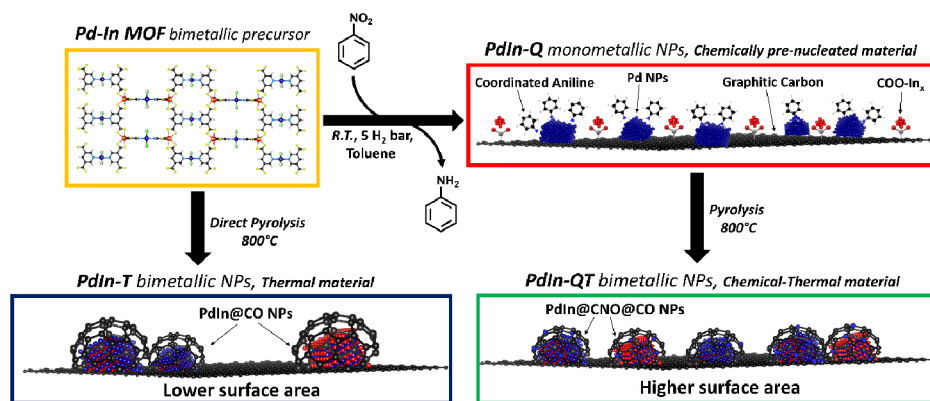 Pd-In MOF bimetallic precursor
NO2
PdIn-Q monometallic NPs, Chemically pre-nucleated material
Coordinated Aniline
Pd NPs
Graphitic Carbon
COO-Inx
R.T., 5 H2 bar,
Toluene
NH2
Direct Pyrolysis
800°C
Pyrolysis
800°C
PdIn-T bimetallic NPs, Thermal material
PdIn@CO NPs
Lower surface area
PdIn-QT bimetallic NPs, Chemical-Thermal material
PdIn@CNO@CO NPs
Higher surface area